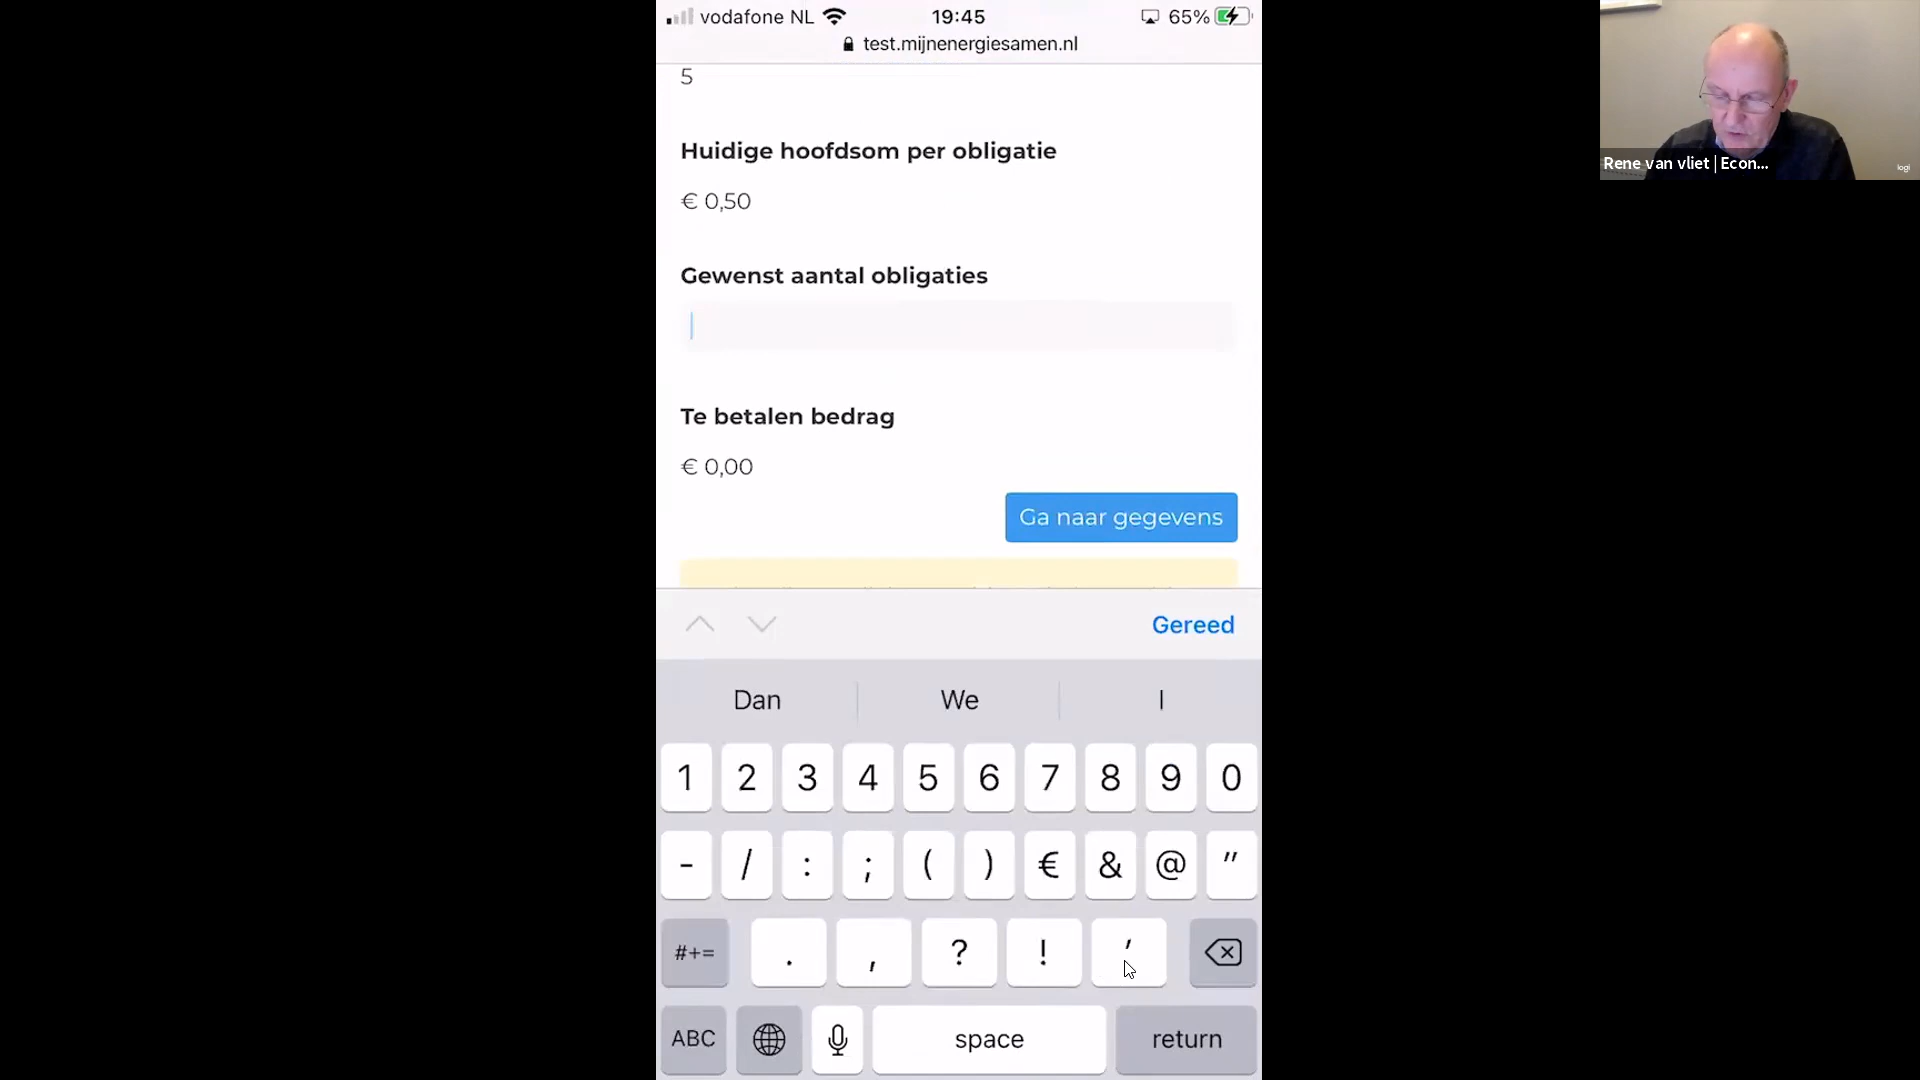 vodafone NL 19:45 65%
test.mijnenergiesamen.nl
5
Huidige hoofdsom per obligatie
€ 0,50
Gewenst aantal obligaties
Te betalen bedrag
€ 0,00
Ga naar gegevens
Gereed
Dan We I
1 2 3 4 5 6 7 8 9 0
- / : ; ( ) € & @ "
#+= . , ? ! '
ABC space return
Rene van vliet | Econ...
logi